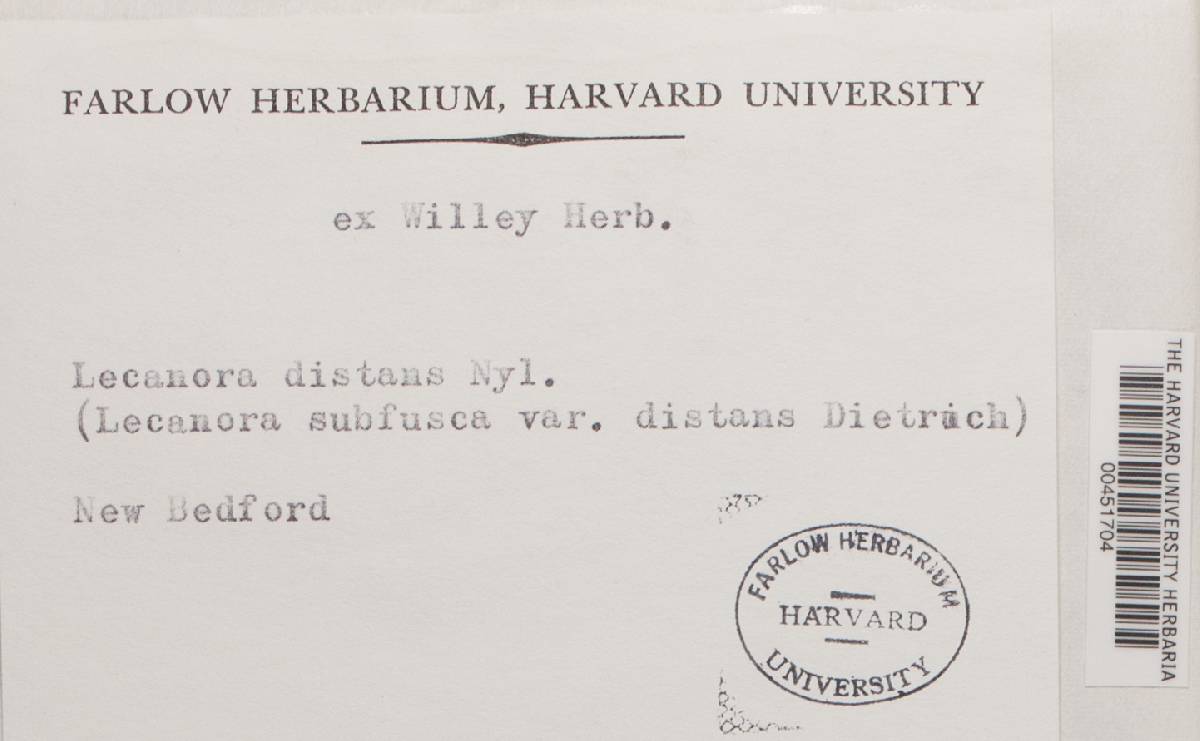 FARLOW HERBARIUM, HARVARD UNIVERSITY
ex Willey Herb.
Lecanora distans Nyl.
(Lecanora subfusca var. distans Dietrich)
New Bedford
FARLOW HERBARIUM
HARVARD
UNIVERSITY
THE HARVARD UNIVERSITY HERBARIA
00451704